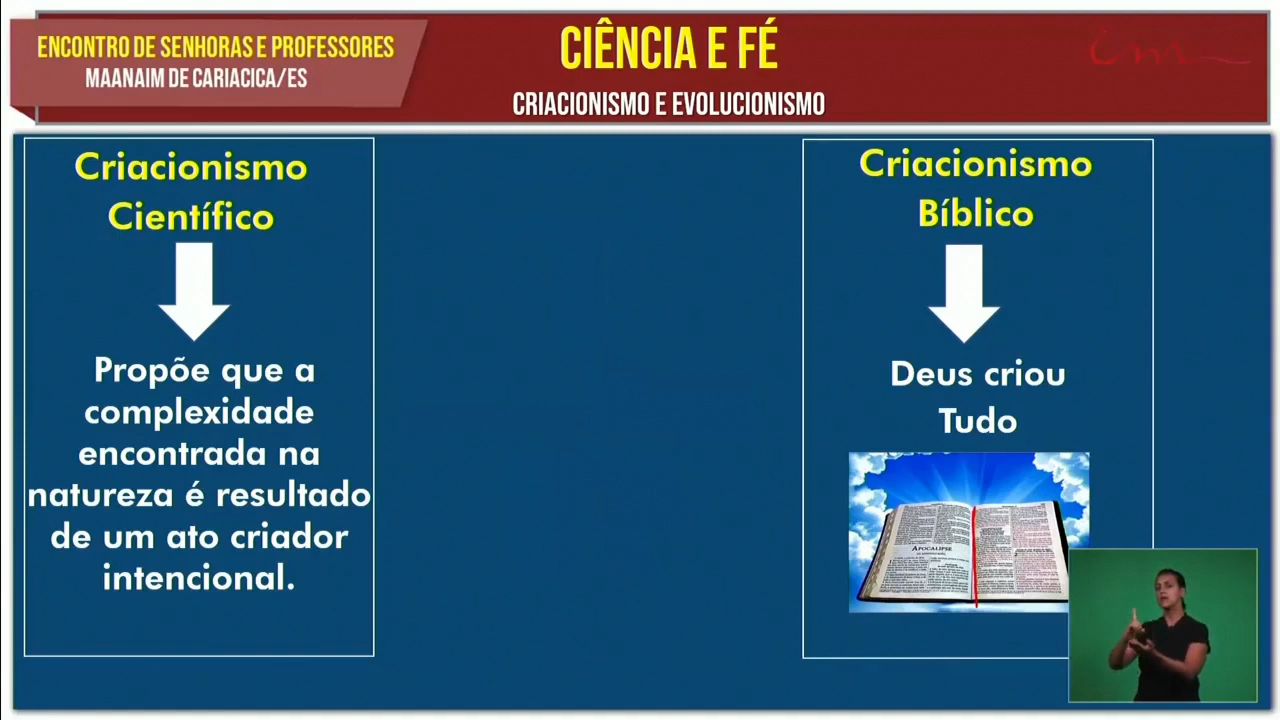 ENCONTRO DE SENHORAS E PROFESSORES
MAANAIM DE CARIACICA/ES
CIÊNCIA E FÉ
CRIACIONISMO E EVOLUCIONISMO
Criacionismo
Científico
Propõe que a
complexidade
encontrada na
natureza é resultado
de um ato criador
intencional.
Criacionismo
Bíblico
Deus criou
Tudo
APOCALIPSE